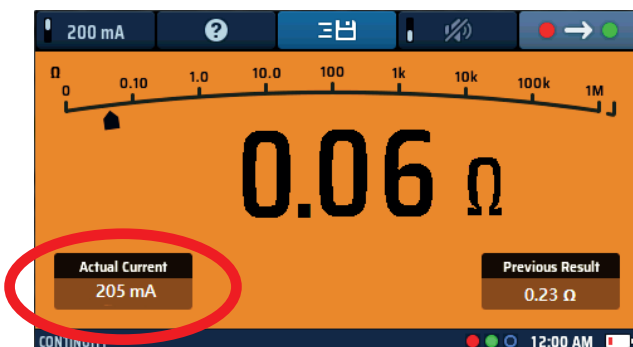 200 mA
?
Ω 0 0.10 1.0 10.0 100 1k 10k 100k 1M
0.06 Ω
Actual Current
205 mA
Previous Result
0.23 Ω
CONTINUITY
12:00 AM